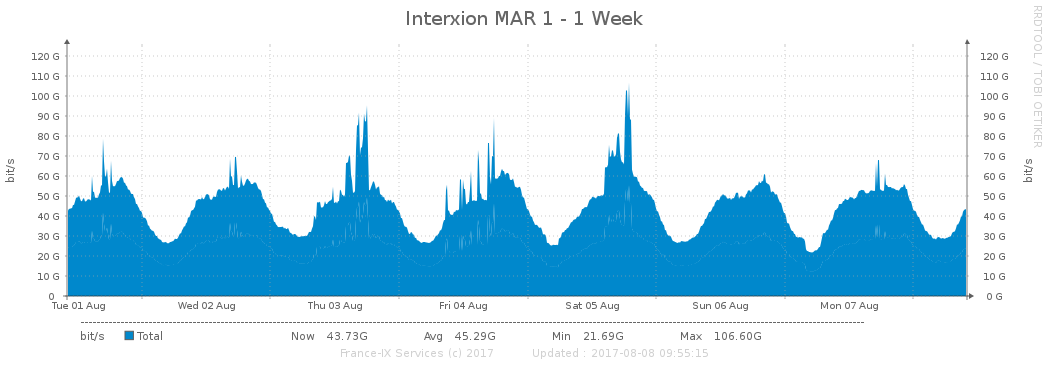 Interxion MAR 1 - 1 Week
RRDTOOL / TOBI OETIKER
120 G 120 G
110 G 110 G
100 G 100 G
90 G 90 G
80 G 80 G
70 G 70 G
60 G 60 G
50 G 50 G
40 G 40 G
30 G 30 G
20 G 20 G
10 G 10 G
0 0 G
bit/s
bit/s
Tue 01 Aug Wed 02 Aug Thu 03 Aug Fri 04 Aug Sat 05 Aug Sun 06 Aug Mon 07 Aug
bit/s Total Now 43.73G Avg 45.29G Min 21.69G Max 106.60G
France-IX Services (c) 2017 Updated : 2017-08-08 09:55:15